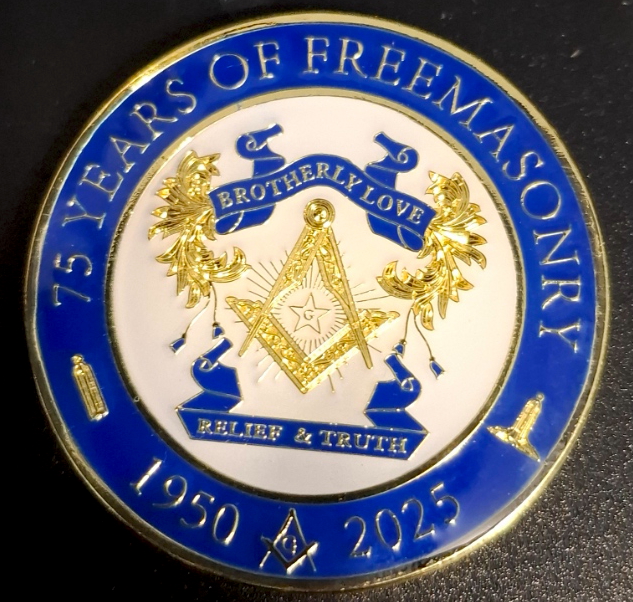 75 YEARS OF FREEMASONRY
BROTHERLY LOVE
G
RELIEF & TRUTH
1950 G 2025